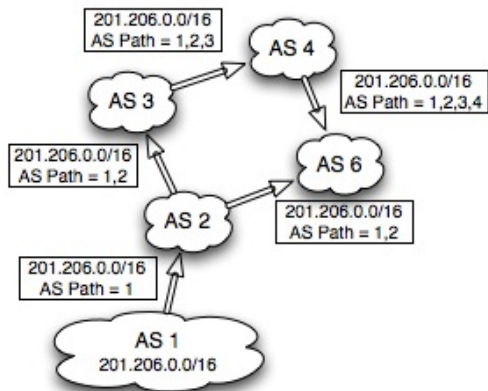 201.206.0.0/16
AS Path = 1,2,3
AS 4
AS 3
201.206.0.0/16
AS Path = 1,2,3,4
201.206.0.0/16
AS Path = 1,2
AS 6
AS 2
201.206.0.0/16
AS Path = 1,2
201.206.0.0/16
AS Path = 1
AS 1
201.206.0.0/16